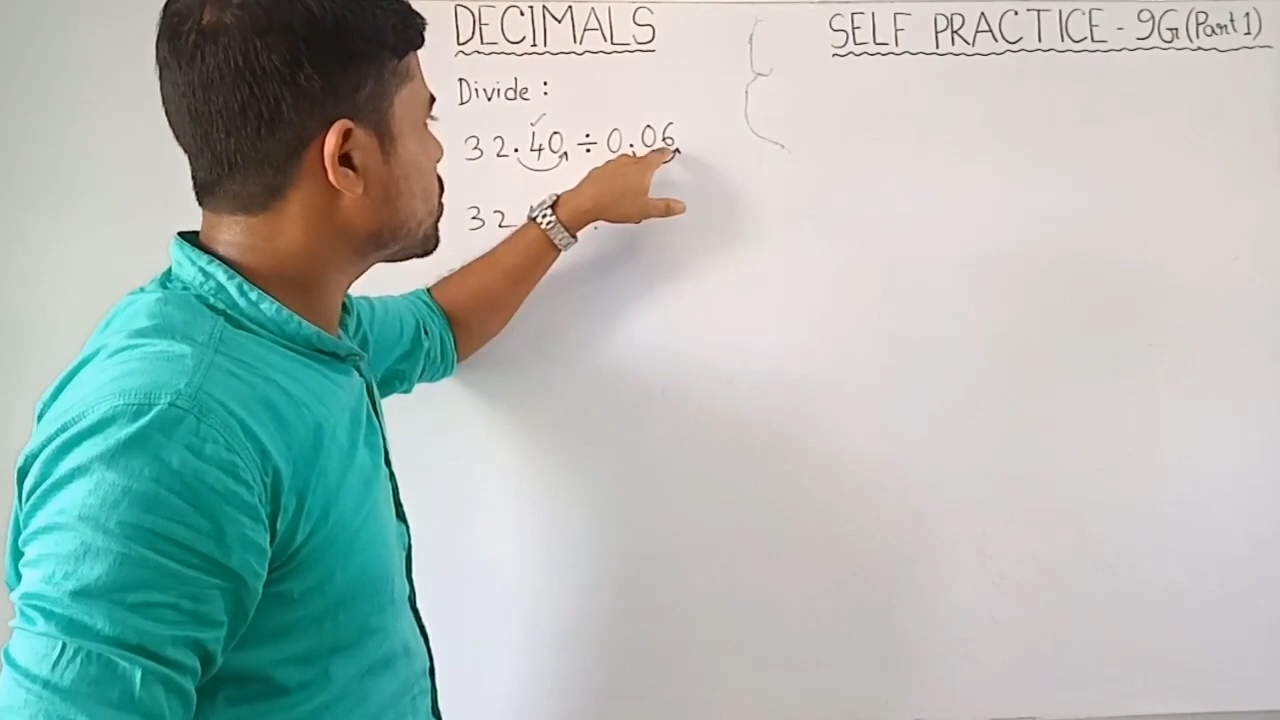 DECIMALS
SELF PRACTICE - 9G (Part 1)
Divide :
32.40 ÷ 0.06
32